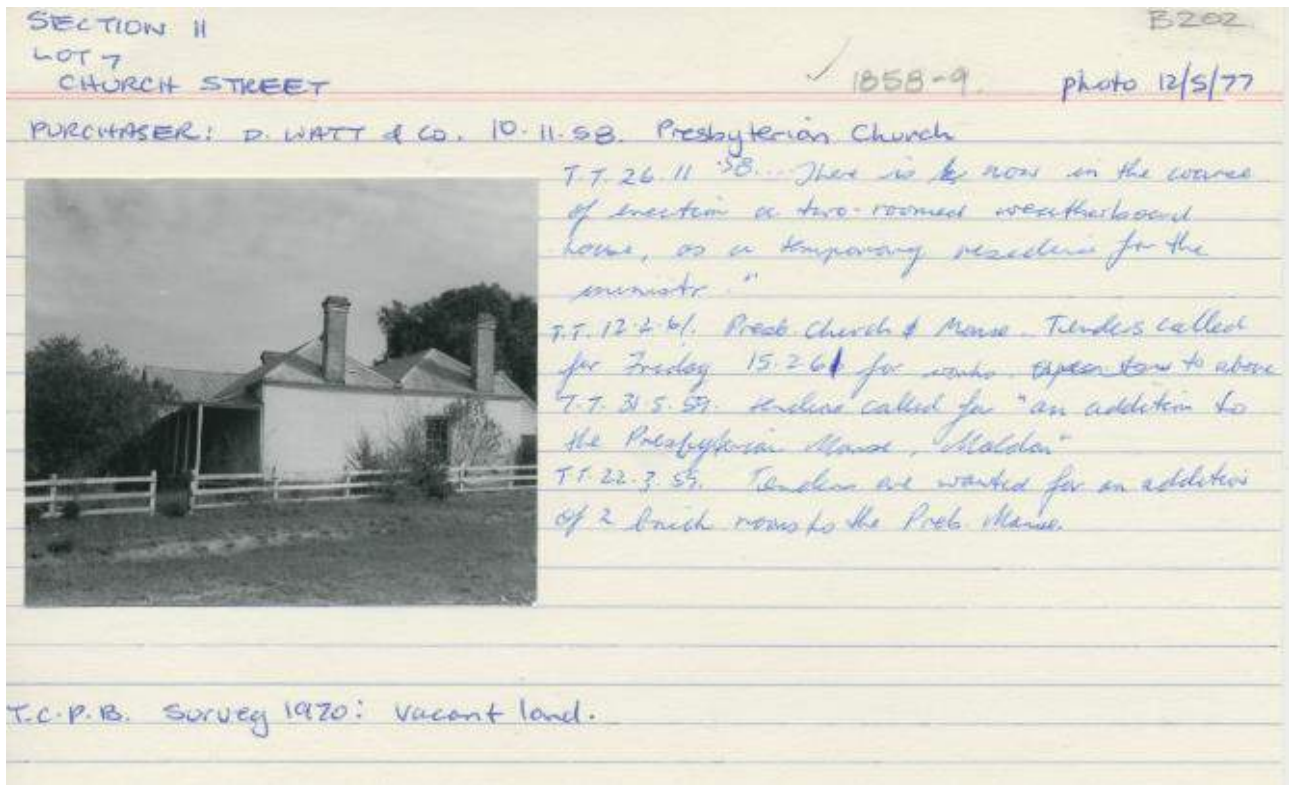 SECTION 11
B202
LOT 7
CHURCH STREET
✓ 1858-9.
photo 12/5/77
PURCHASER: D. WATT & CO. 10.11.58. Presbyterian Church
T.T. 26.11.58... There is now in the course
of erection a two-roomed weatherboard
house, as a temporary residence for the
ministr."
T.T. 12.2.61. Presb. Church & Manse. Tenders called
for Friday 15.2.61 for works to above
T.T. 31.5.59. tenders called for "an addition to
the Presbyterian Manse, Maldon"
T.T. 22.3.59. Tenders are wanted for an addition
of 2 brick rooms to the Presb. Manse.
T.C.P.B. Survey 1970: Vacant land.